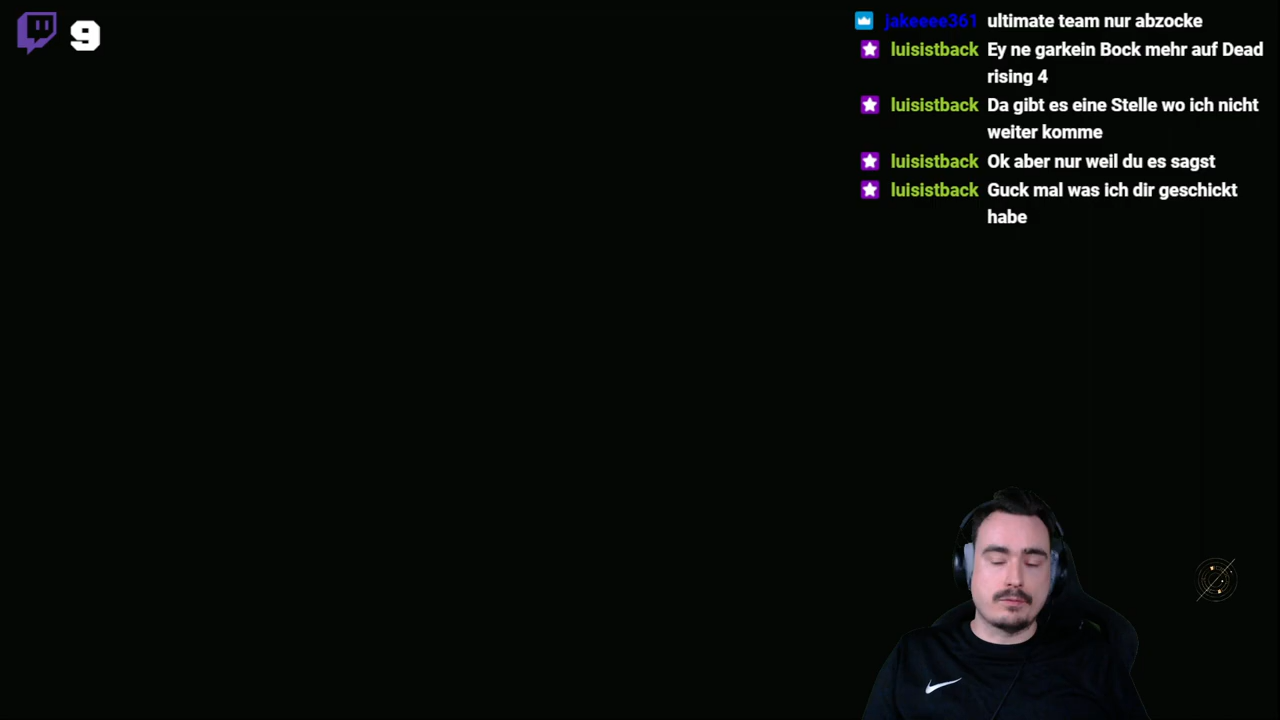 9
jakeeee361 ultimate team nur abzocke
luisistback Ey ne garkein Bock mehr auf Dead
rising 4
luisistback Da gibt es eine Stelle wo ich nicht
weiter komme
luisistback Ok aber nur weil du es sagst
luisistback Guck mal was ich dir geschickt
habe